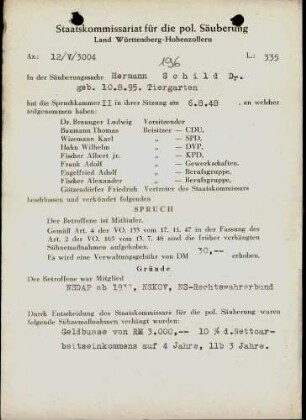 Staatskommissariat für die pol. Säuberung
Land Württemberg-Hohenzollern
Az.: 12/V/3004
L.: 335
196
In der Säuberungssache Hermann Schild Dr.
geb. 10.8.95. Tiergarten
hat die Spruchkammer II in ihrer Sitzung am 6.8.48, an welcher
teilgenommen haben:
Dr. Braunger Ludwig Vorsitzender
Baumann Thomas Beisitzer — CDU,
Wizemann Karl „ — SPD,
Hahn Wilhelm „ — DVP,
Fischer Albert jr. „ — KPD,
Frank Adolf „ — Gewerkschaften,
Engelfried Adolf „ — Berufsgruppe,
Fischer Alexander „ — Berufsgruppe,
Götzendörfer Friedrich Vertreter des Staatskommissars
beschlossen und verkündet folgenden
SPRUCH
Der Betroffene ist Mitläufer.
Gemäß Art. 4 der VO. 133 vom 17. 11. 47 in der Fassung des
Art. 2 der VO. 165 vom 13. 7. 48 sind die früher verhängten
Sühnemaßnahmen aufgehoben.
Es wird eine Verwaltungsgebühr von DM 30,— erhoben.
Gründe
Der Betroffene war Mitglied
NSDAP ab NSKOV, NS-Rechtswahrerbund
Durch Entscheidung des Staatskommissars für die pol. Säuberung waren
folgende Sühnemaßnahmen verhängt worden:
Geldbusse von RM 3.000,-- 10 % d.Nettoar-
beitseinkommens auf 4 Jahre, 11b 3 Jahre.